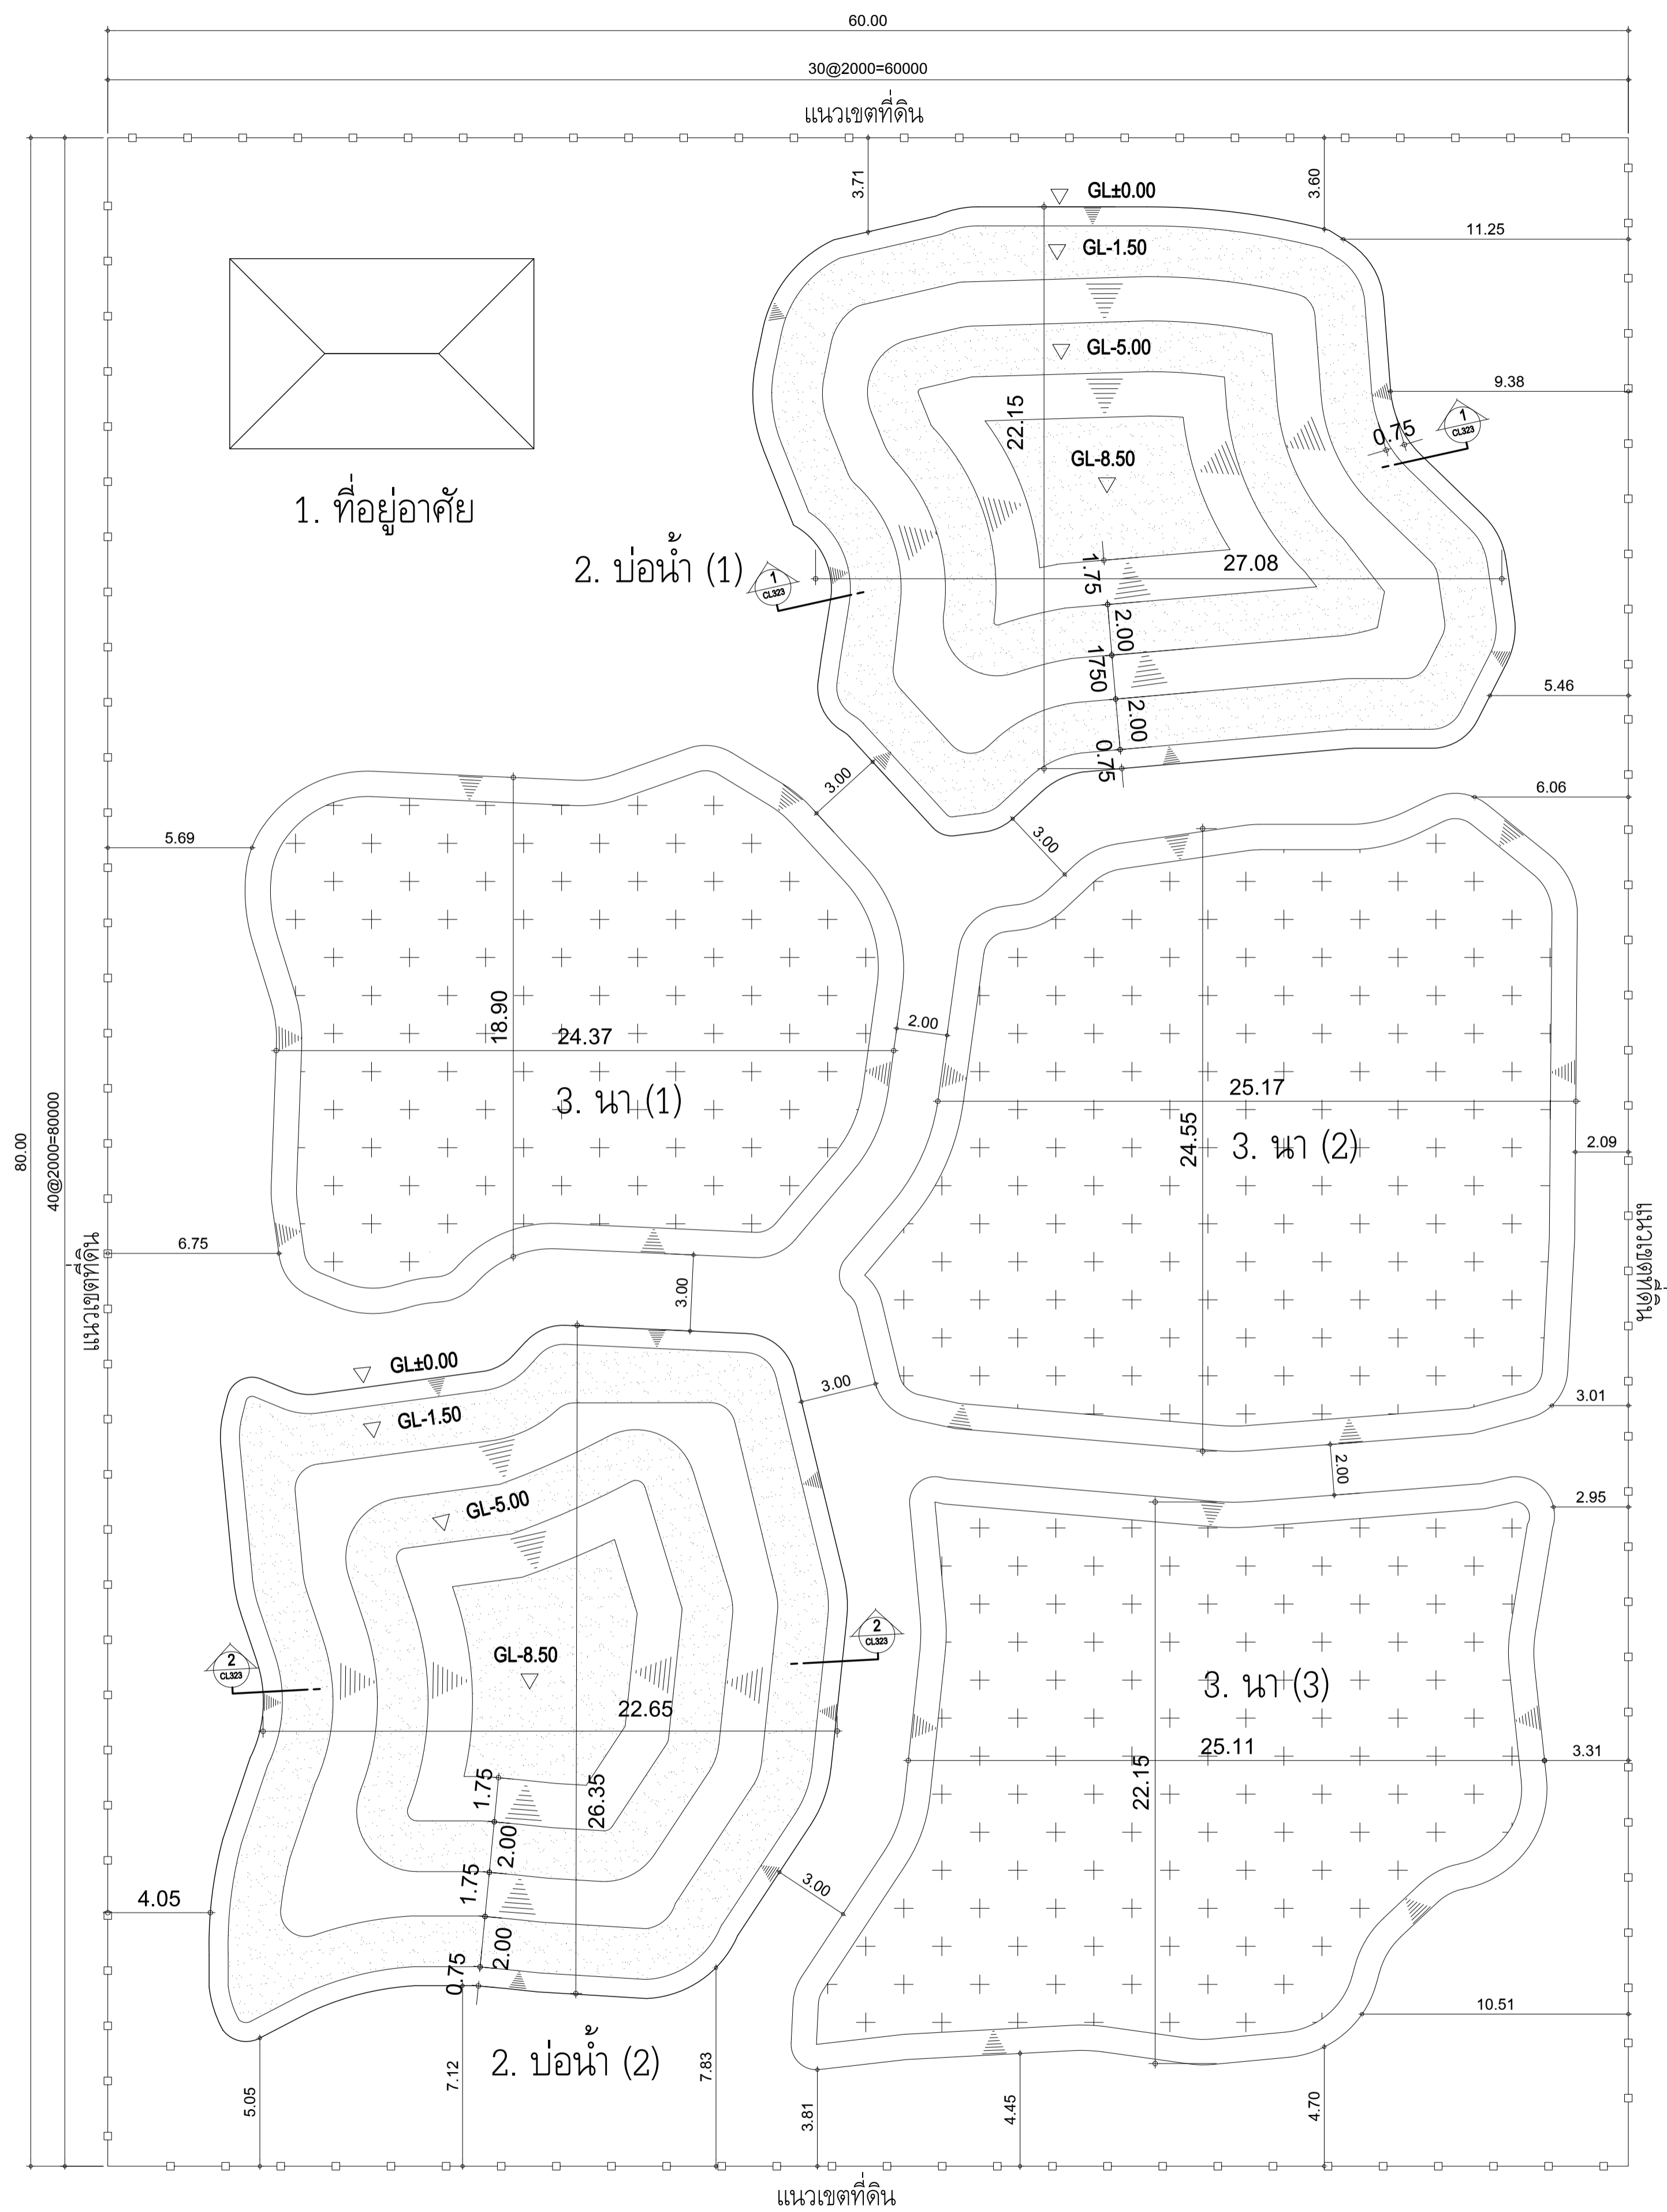 60.00
30@2000=60000
แนวเขตที่ดิน
3.71
3.60
GL±0.00
11.25
GL-1.50
GL-5.00
9.38
22.15
0.75
1
CL323
GL-8.50
1. ที่อยู่อาศัย
2. บ่อน้ำ (1)
1
CL323
1.75
27.08
2.00
1750
5.46
2.00
0.75
3.00
6.06
5.69
3.00
18.90
2.00
24.37
25.17
3. นา (1)
24.55
3. นา (2)
2.09
80.00
40@2000=80000
แนวเขตที่ดิน
แนวเขตที่ดิน
6.75
3.00
GL±0.00
3.00
3.01
GL-1.50
2.00
GL-5.00
2.95
2
CL323
GL-8.50
2
CL323
3. นา (3)
22.65
25.11
3.31
1.75
26.35
22.15
2.00
1.75
3.00
4.05
2.00
0.75
10.51
2. บ่อน้ำ (2)
5.05
7.12
7.83
3.81
4.45
4.70
แนวเขตที่ดิน